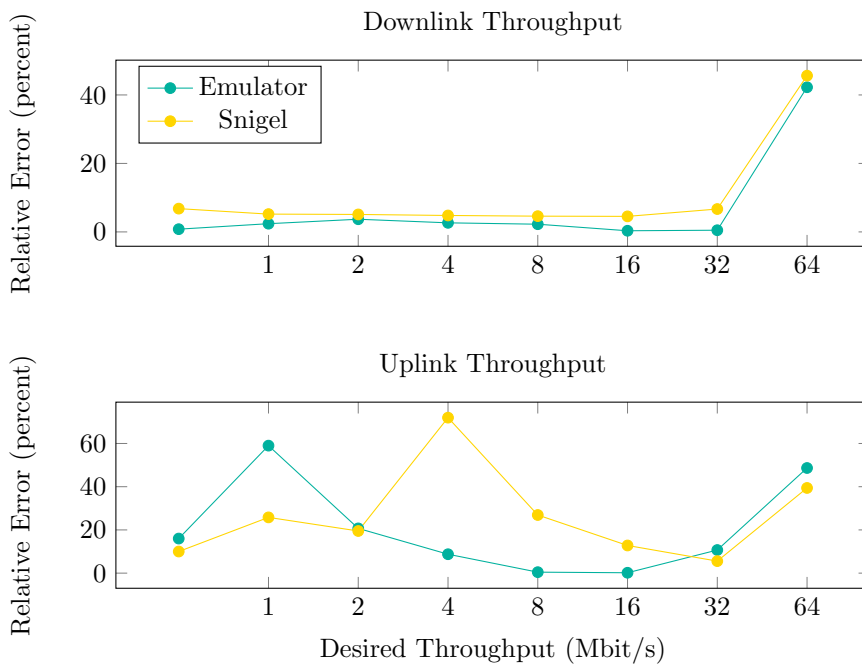 Downlink Throughput
Relative Error (percent)
40
20
0
Emulator
Snigel
1 2 4 8 16 32 64
Uplink Throughput
Relative Error (percent)
60
40
20
0
1 2 4 8 16 32 64
Desired Throughput (Mbit/s)